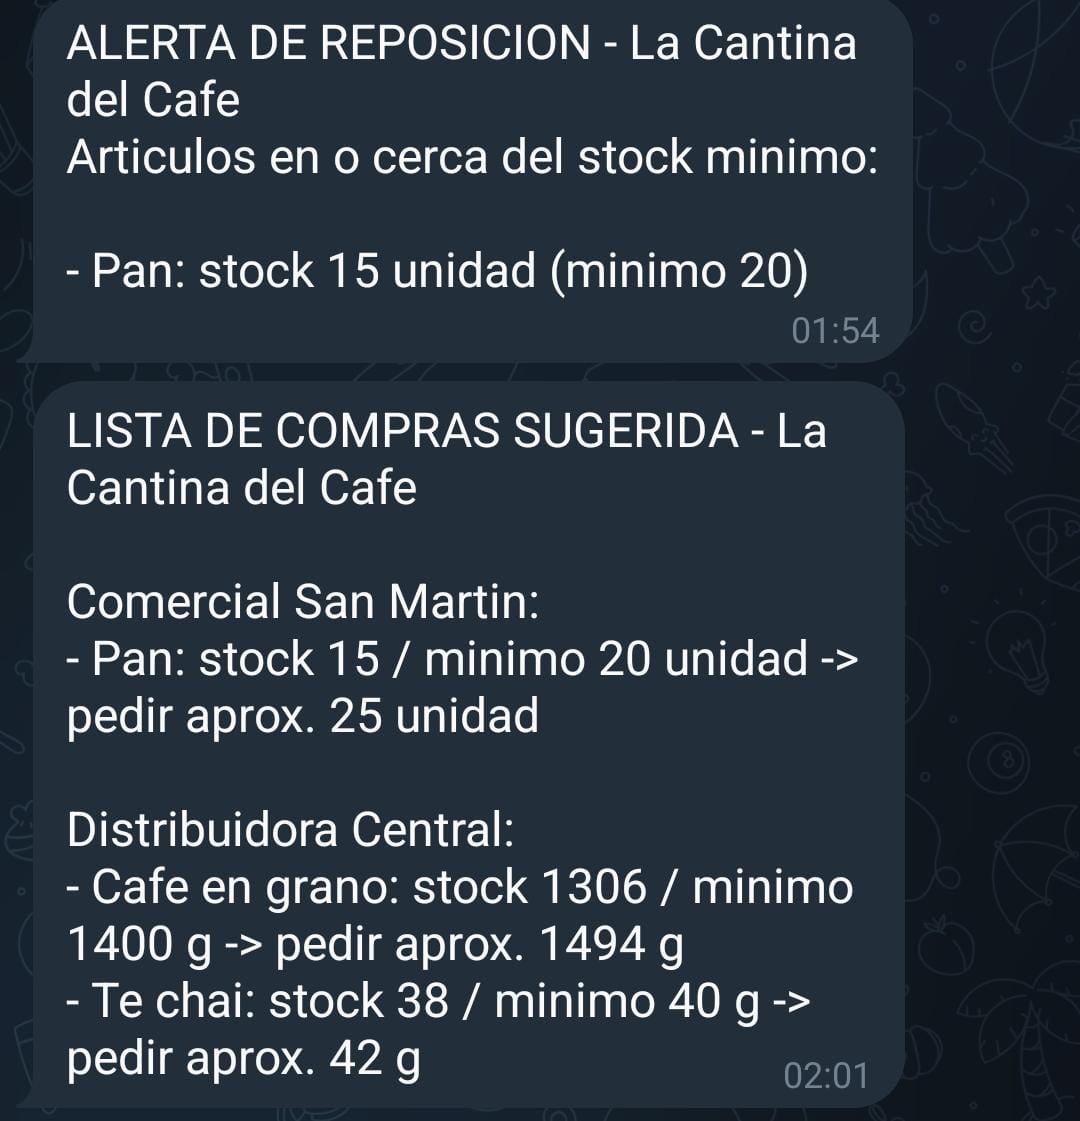 ALERTA DE REPOSICION - La Cantina
del Cafe
Articulos en o cerca del stock minimo:
- Pan: stock 15 unidad (minimo 20)
01:54
LISTA DE COMPRAS SUGERIDA - La
Cantina del Cafe
Comercial San Martin:
- Pan: stock 15 / minimo 20 unidad ->
pedir aprox. 25 unidad
Distribuidora Central:
- Cafe en grano: stock 1306 / minimo
1400 g -> pedir aprox. 1494 g
- Te chai: stock 38 / minimo 40 g ->
pedir aprox. 42 g
02:01